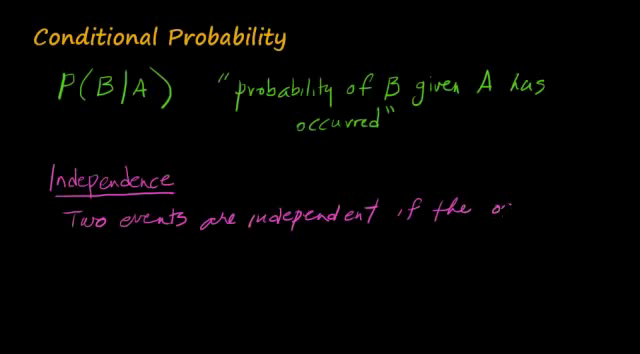 Conditional Probability
P(B|A) "probability of B given A has
occurred"
Independence
Two events are independent if the o